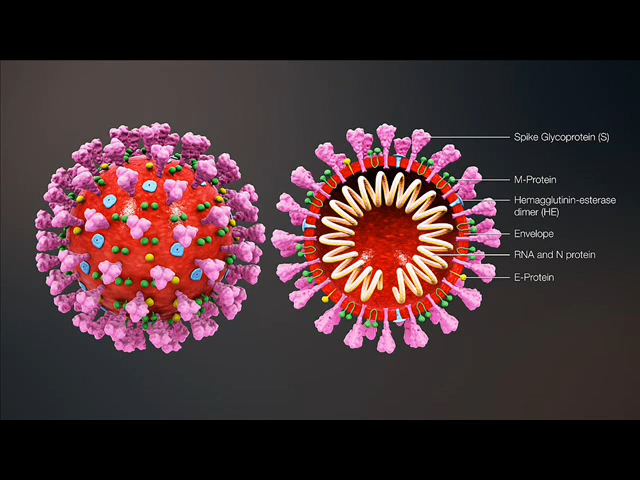 Spike Glycoprotein (S)
M-Protein
Hemagglutinin-esterase
dimer (HE)
Envelope
RNA and N protein
E-Protein